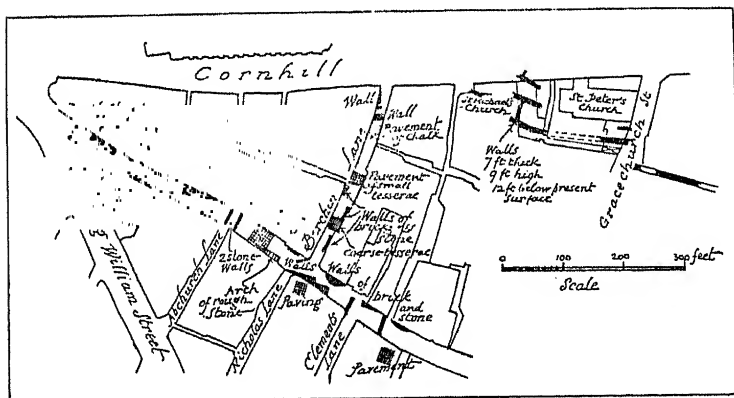 Cornhill
Wall
Wall
Pavement
of chalk
St Michael's
Church
St. Peter's
Church
Gracechurch St
Walls
7 ft thick
9 ft high
12 ft below present
surface
Lane
Birchin
Pavement
of small
tesserae
Walls of
brick
stone
coarse tesserae
2 stone
Walls
Arch
of rough
stone
Walls
Walls
of brick
and stone
Paving
Pavement
William Street
Abchurch Lane
Nicholas Lane
Clements
Lane
0 100 200 300 feet
Scale